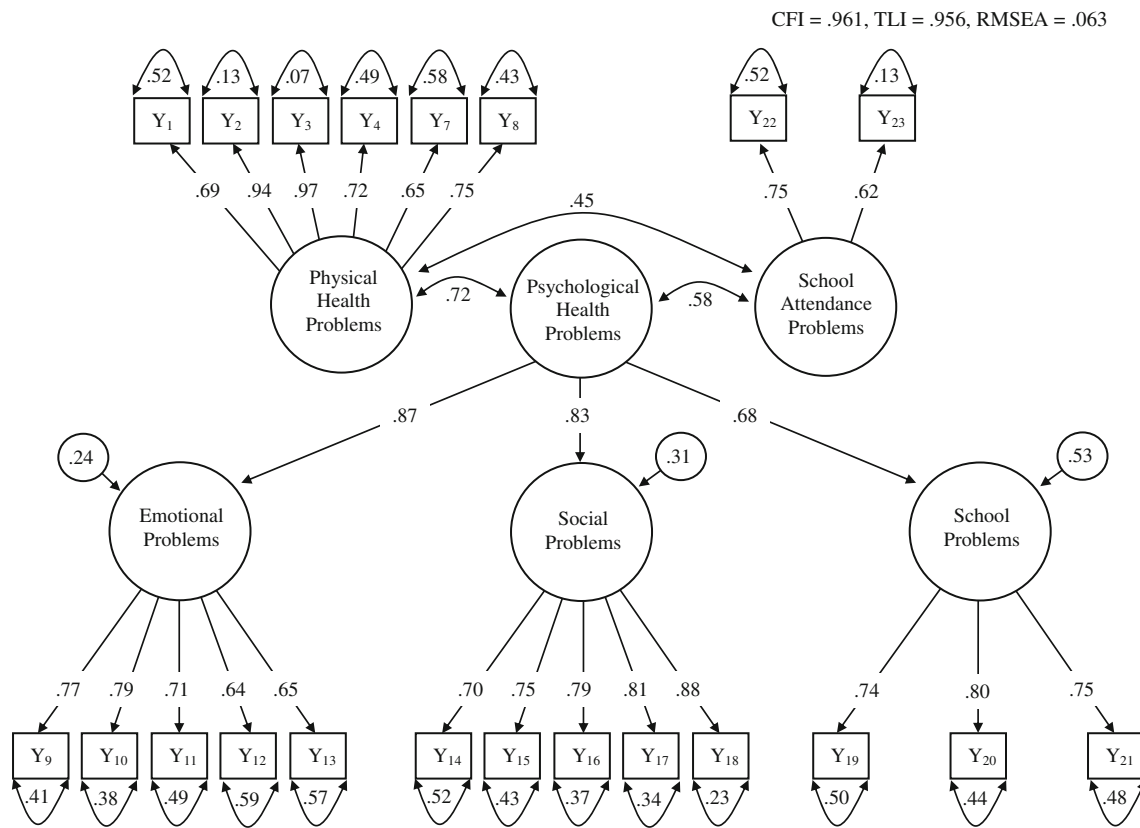 CFI = .961, TLI = .956, RMSEA = .063
.52 .13 .07 .49 .58 .43 .52 .13
Y₁ Y₂ Y₃ Y₄ Y₇ Y₈ Y₂₂ Y₂₃
.69 .94 .97 .72 .65 .75 .75 .62
.45
Physical
Health
Problems
.72
Psychological
Health
Problems
.58
School
Attendance
Problems
.87 .83 .68
.24 .31 .53
Emotional
Problems
Social
Problems
School
Problems
.77 .79 .71 .64 .65 .70 .75 .79 .81 .88 .74 .80 .75
Y₉ Y₁₀ Y₁₁ Y₁₂ Y₁₃ Y₁₄ Y₁₅ Y₁₆ Y₁₇ Y₁₈ Y₁₉ Y₂₀ Y₂₁
.41 .38 .49 .59 .57 .52 .43 .37 .34 .23 .50 .44 .48